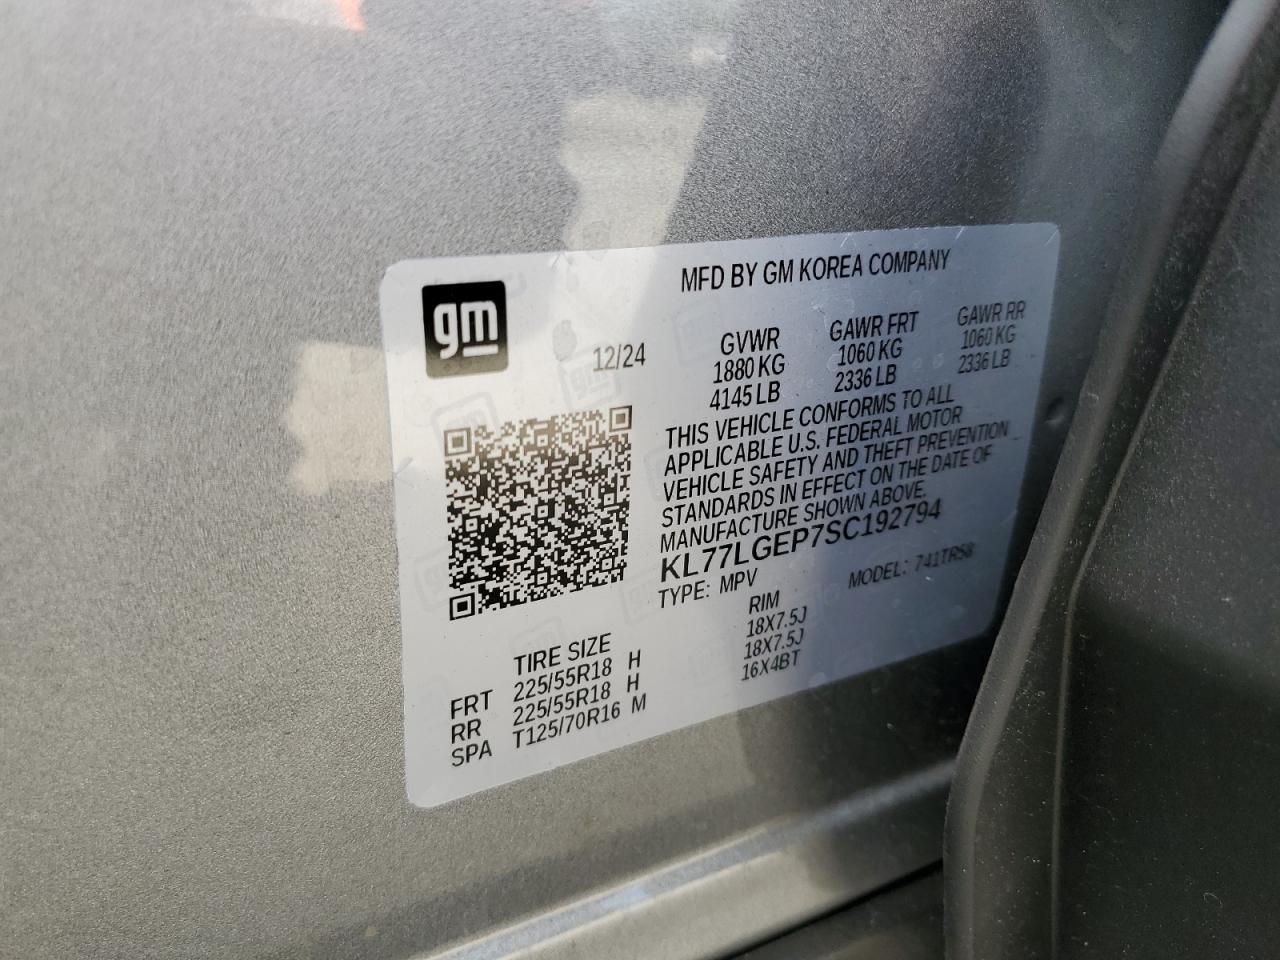 gm
12/24
MFD BY GM KOREA COMPANY
GVWR GAWR FRT GAWR RR
1880 KG 1060 KG 1060 KG
4145 LB 2336 LB 2336 LB
THIS VEHICLE CONFORMS TO ALL
APPLICABLE U.S. FEDERAL MOTOR
VEHICLE SAFETY AND THEFT PREVENTION
STANDARDS IN EFFECT ON THE DATE OF
MANUFACTURE SHOWN ABOVE.
KL77LGEP7SC192794
TYPE: MPV MODEL: 741TR58
TIRE SIZE RIM
FRT 225/55R18 H 18X7.5J
RR 225/55R18 H 18X7.5J
SPA T125/70R16 M 16X4BT